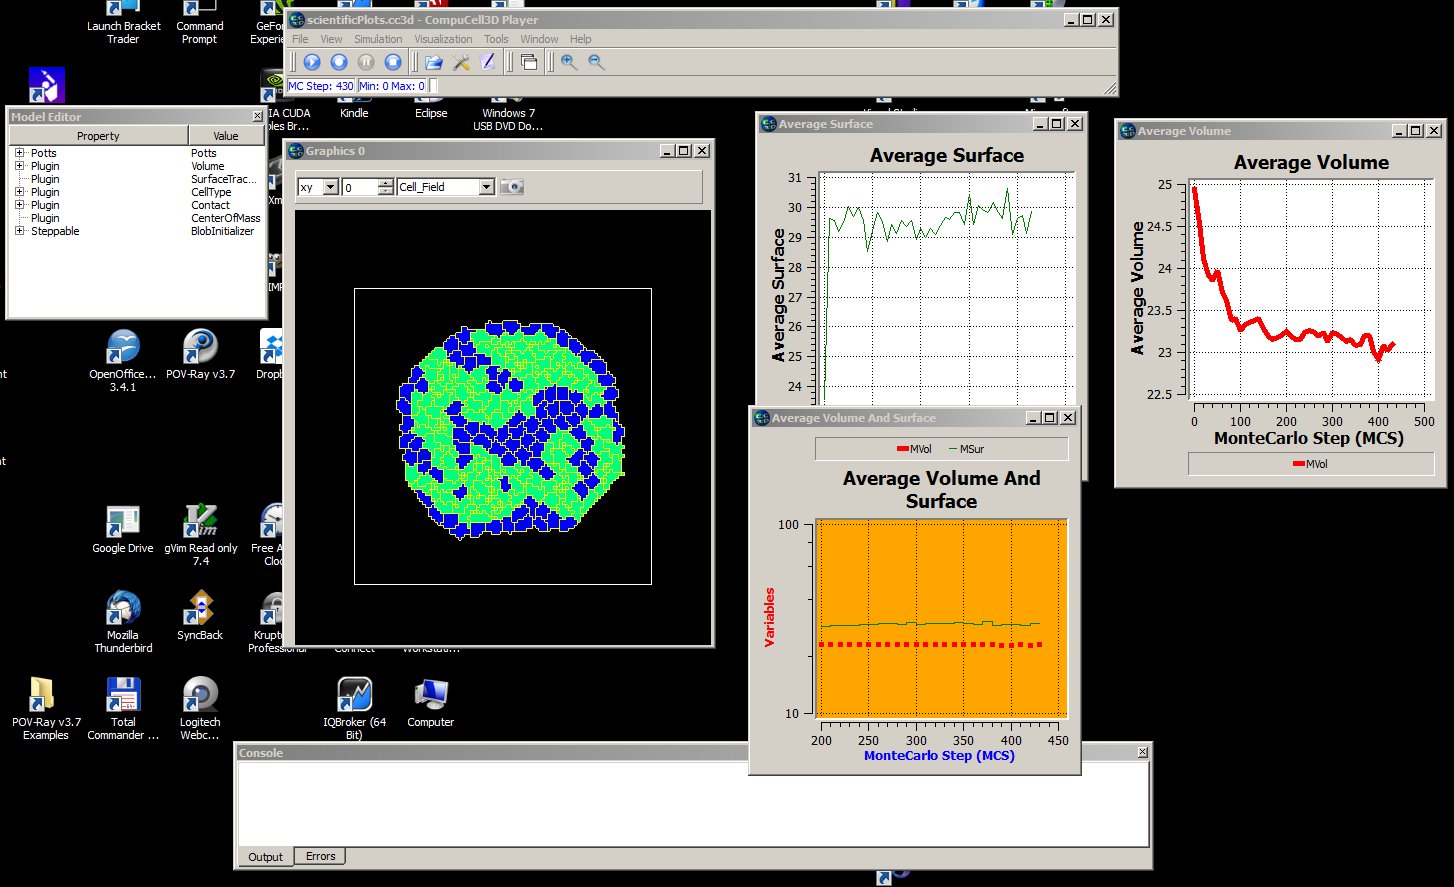 Launch Bracket
Trader
Command
Prompt
GeFor
Experie
scientificPlots.cc3d - CompuCell3D Player
File View Simulation Visualization Tools Window Help
MC Step: 430 Min: 0 Max: 0
IA CUDA
les Br...
Kindle
Eclipse
Windows 7
USB DVD Do...
Model Editor
Property Value
Potts Potts
Plugin Volume
Plugin SurfaceTrac...
Plugin CellType
Plugin Contact
Plugin CenterOfMass
Steppable BlobInitializer
Graphics 0
xy 0 Cell_Field
Average Surface
Average Surface
Average Surface
31
30
29
28
27
26
25
24
Average Volume
Average Volume
Average Volume
25
24.5
24
23.5
23
22.5
0 100 200 300 400 500
MonteCarlo Step (MCS)
MVol
Average Volume And Surface
MVol MSur
Average Volume And
Surface
Variables
100
10
200 250 300 350 400 450
MonteCarlo Step (MCS)
OpenOffice...
3.4.1
POV-Ray v3.7
Dropb
Google Drive
gVim Read only
7.4
Free A
Cloc
Mozilla
Thunderbird
SyncBack
Krupt
Professional
Connect
Workstati...
POV-Ray v3.7
Examples
Total
Commander ...
Logitech
Webc...
IQBroker (64
Bit)
Computer
Console
Output Errors